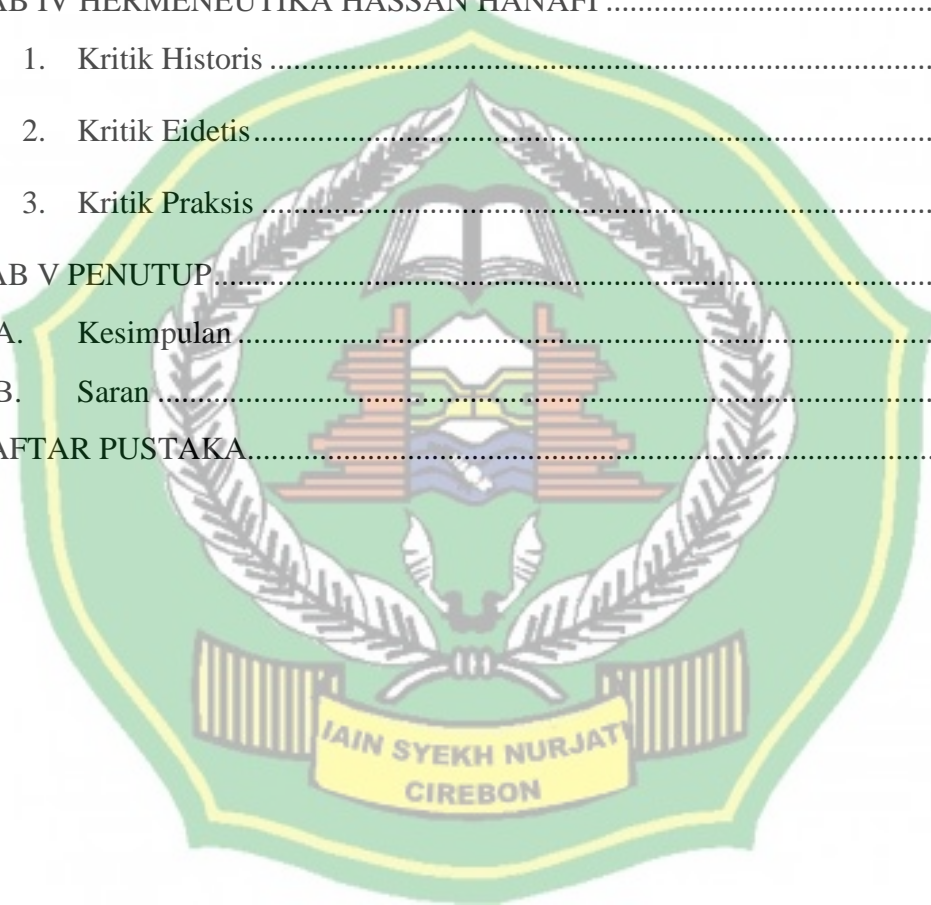 AB IV HERMENEUTIKA HASSAN HANAFI ........................................
1. Kritik Historis ........................................
2. Kritik Eidetis ........................................
3. Kritik Praksis ........................................
AB V PENUTUP ........................................
A. Kesimpulan ........................................
B. Saran ........................................
AFTAR PUSTAKA ........................................
IAIN SYEKH NURJATI
CIREBON